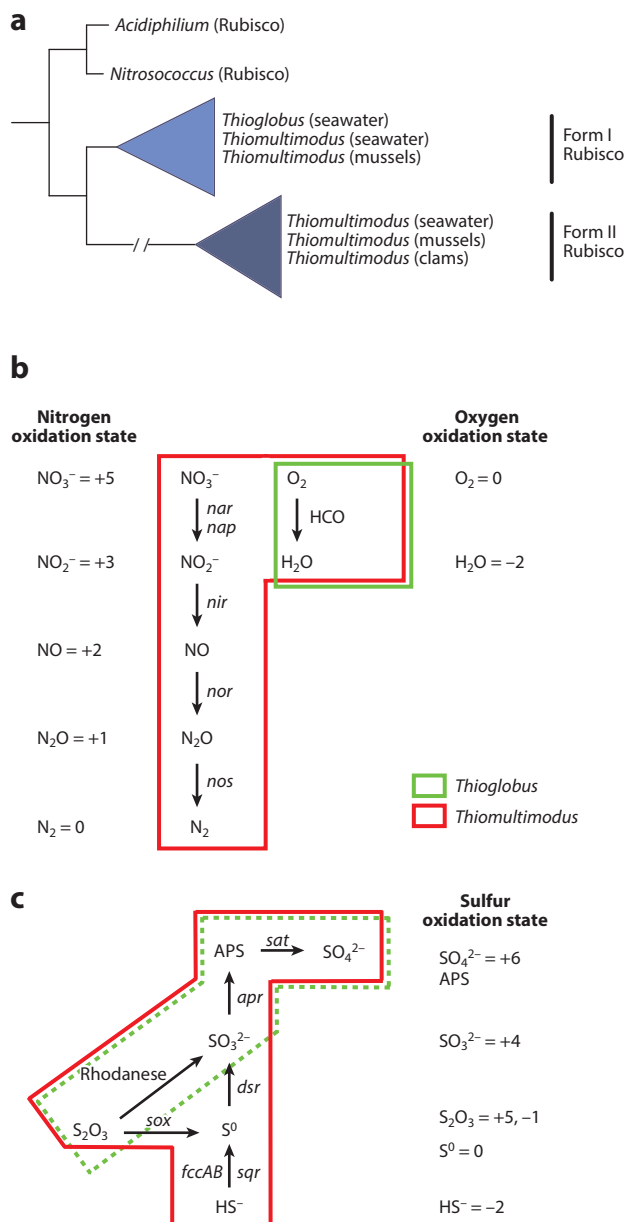 a
Acidiphilium (Rubisco)
Nitrosococcus (Rubisco)
Thioglobus (seawater)
Thiomultimodus (seawater)
Thiomultimodus (mussels)
Form I
Rubisco
Thiomultimodus (seawater)
Thiomultimodus (mussels)
Thiomultimodus (clams)
Form II
Rubisco
b
Nitrogen
oxidation state
Oxygen
oxidation state
NO₃⁻ = +5
NO₃⁻
O₂
O₂ = 0
nar
nap
HCO
NO₂⁻ = +3
NO₂⁻
H₂O
H₂O = –2
nir
NO = +2
NO
nor
N₂O = +1
N₂O
nos
N₂ = 0
N₂
Thioglobus
Thiomultimodus
c
Sulfur
oxidation state
APS
sat
SO₄²⁻
SO₄²⁻ = +6
APS
apr
SO₃²⁻
SO₃²⁻ = +4
Rhodanese
dsr
S₂O₃
sox
S⁰
S₂O₃ = +5, –1
S⁰ = 0
fccAB
sqr
HS⁻
HS⁻ = –2